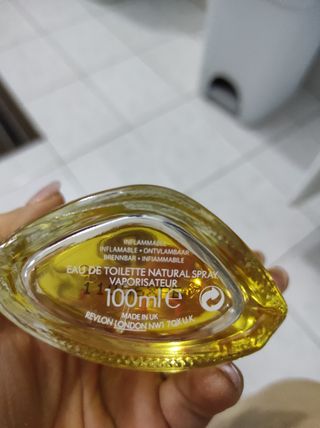 INFLAMMABLE
INFLAMABLE • ONTVLAMBAAR
BRENNBAR • INFIAMMABILE
EAU DE TOILETTE NATURAL SPRAY
VAPORISATEUR
100ml e
MADE IN UK
REVLON LONDON NW1 7QX U.K